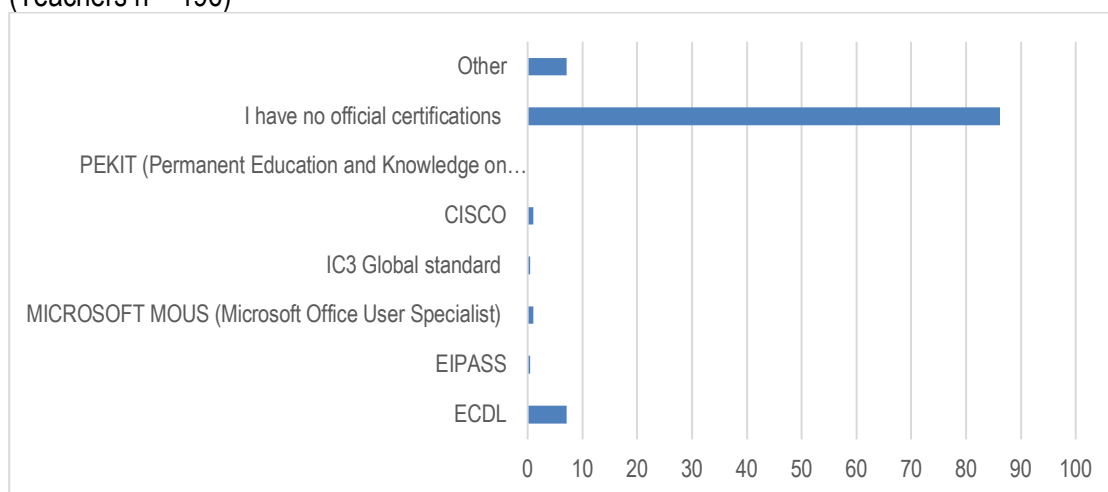 Other
I have no official certifications
PEKIT (Permanent Education and Knowledge on…
CISCO
IC3 Global standard
MICROSOFT MOUS (Microsoft Office User Specialist)
EIPASS
ECDL
0 10 20 30 40 50 60 70 80 90 100